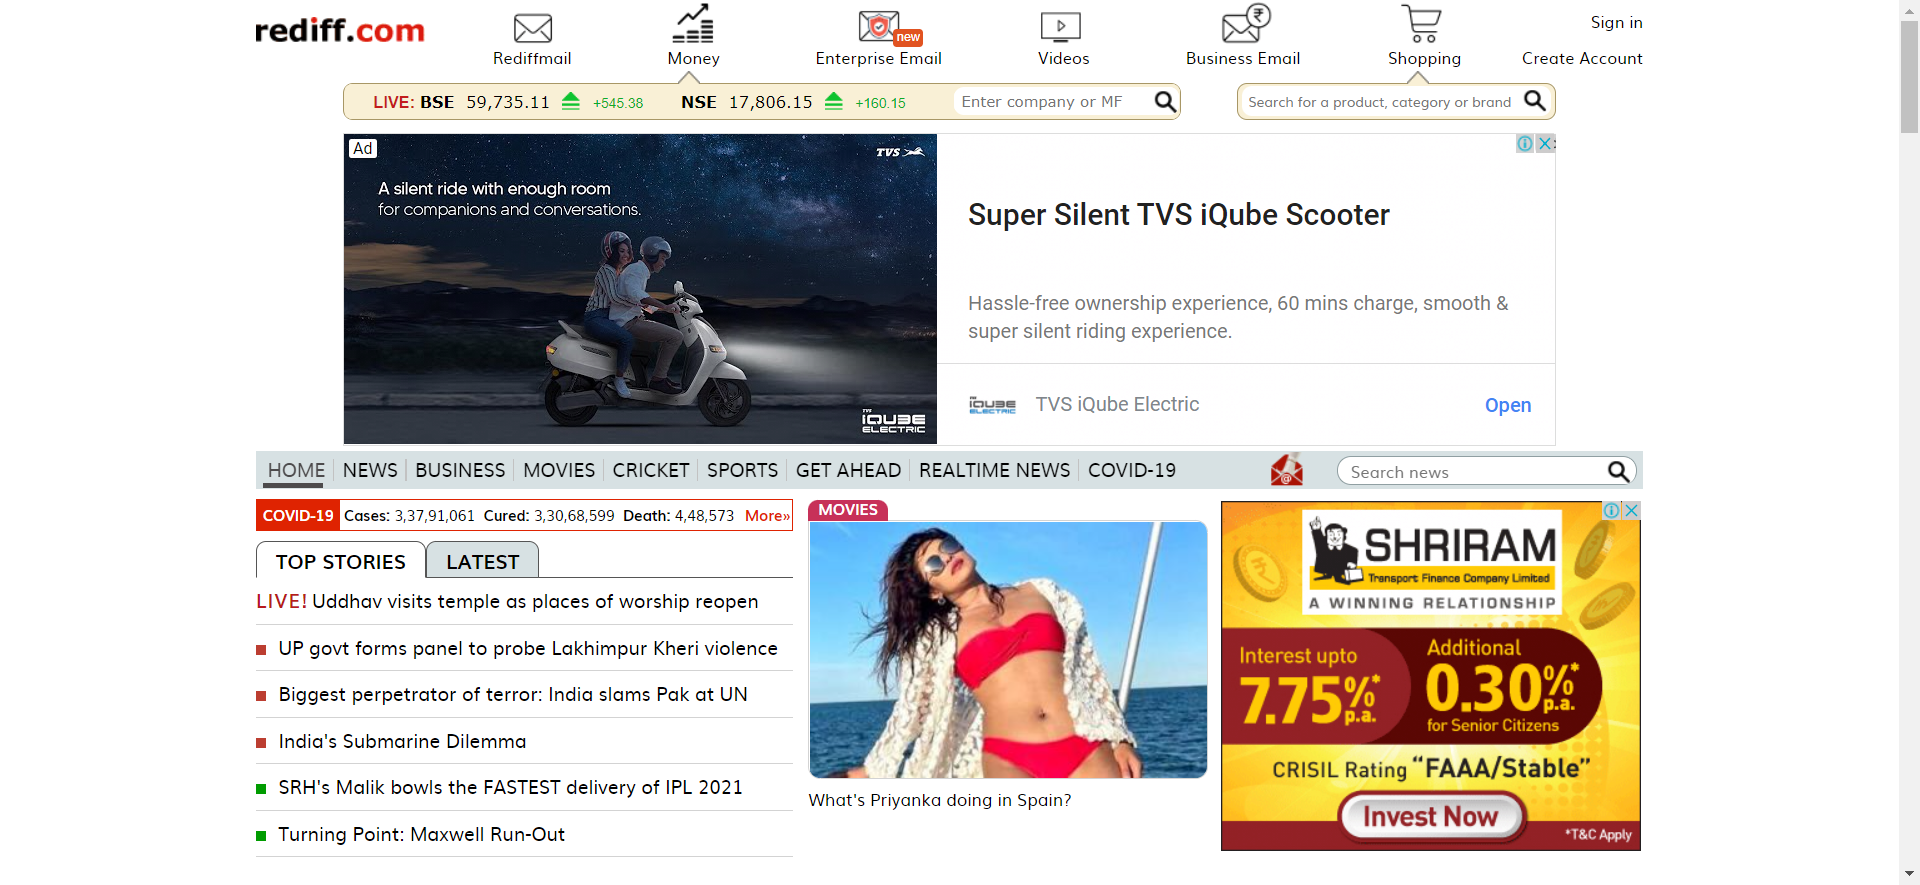 rediff.com
Rediffmail
Money
new
Enterprise Email
Videos
₹
Business Email
Shopping
Sign in
Create Account
LIVE: BSE 59,735.11 +545.38 NSE 17,806.15 +160.15
Enter company or MF
Search for a product, category or brand
Ad
TVS
A silent ride with enough room
for companions and conversations.
TVS
iQUBE
ELECTRIC
Super Silent TVS iQube Scooter
Hassle-free ownership experience, 60 mins charge, smooth &
super silent riding experience.
iQUBE
ELECTRIC
TVS iQube Electric
Open
HOME NEWS BUSINESS MOVIES CRICKET SPORTS GET AHEAD REALTIME NEWS COVID-19
@
Search news
COVID-19 Cases: 3,37,91,061 Cured: 3,30,68,599 Death: 4,48,573 More»
TOP STORIES LATEST
LIVE! Uddhav visits temple as places of worship reopen
UP govt forms panel to probe Lakhimpur Kheri violence
Biggest perpetrator of terror: India slams Pak at UN
India's Submarine Dilemma
SRH's Malik bowls the FASTEST delivery of IPL 2021
Turning Point: Maxwell Run-Out
MOVIES
What's Priyanka doing in Spain?
SHRIRAM
Transport Finance Company Limited
A WINNING RELATIONSHIP
Interest upto
7.75%* p.a.
Additional
0.30%* p.a.
for Senior Citizens
CRISIL Rating "FAAA/Stable"
Invest Now
*T&C Apply